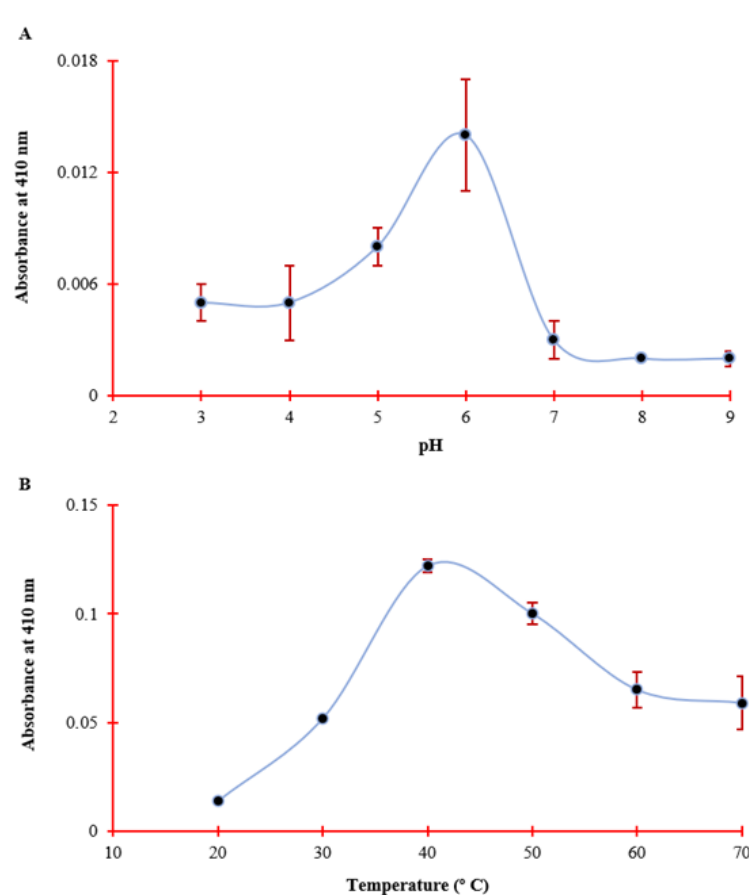 A
0.018
0.012
0.006
0
Absorbance at 410 nm
2 3 4 5 6 7 8 9
pH
B
0.15
0.1
0.05
0
Absorbance at 410 nm
10 20 30 40 50 60 70
Temperature (° C)